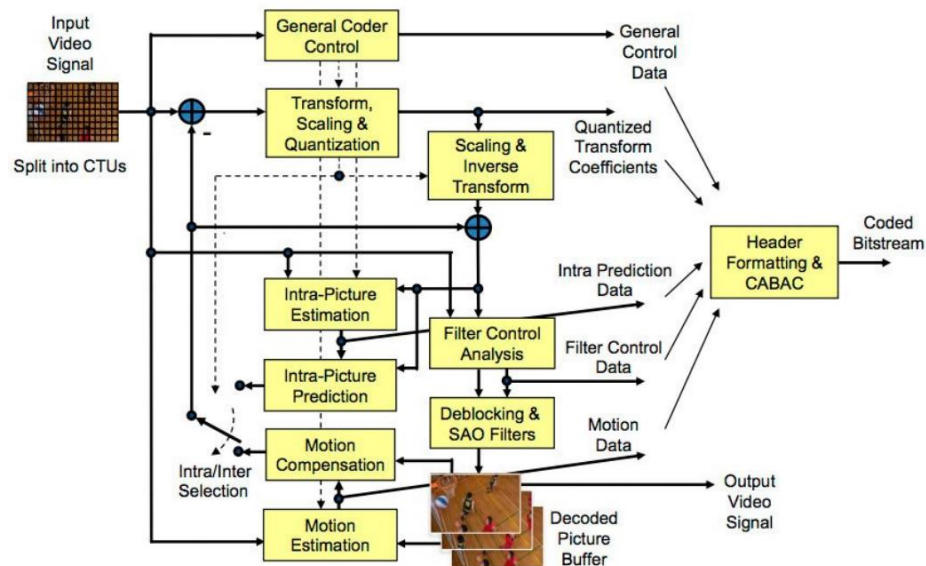 Input
Video
Signal
Split into CTUs
General Coder
Control
Transform,
Scaling &
Quantization
-
Scaling &
Inverse
Transform
General
Control
Data
Quantized
Transform
Coefficients
Intra Prediction
Data
Header
Formatting &
CABAC
Coded
Bitstream
Intra-Picture
Estimation
Filter Control
Analysis
Filter Control
Data
Intra-Picture
Prediction
Deblocking &
SAO Filters
Motion
Data
Motion
Compensation
Intra/Inter
Selection
Motion
Estimation
Decoded
Picture
Buffer
Output
Video
Signal